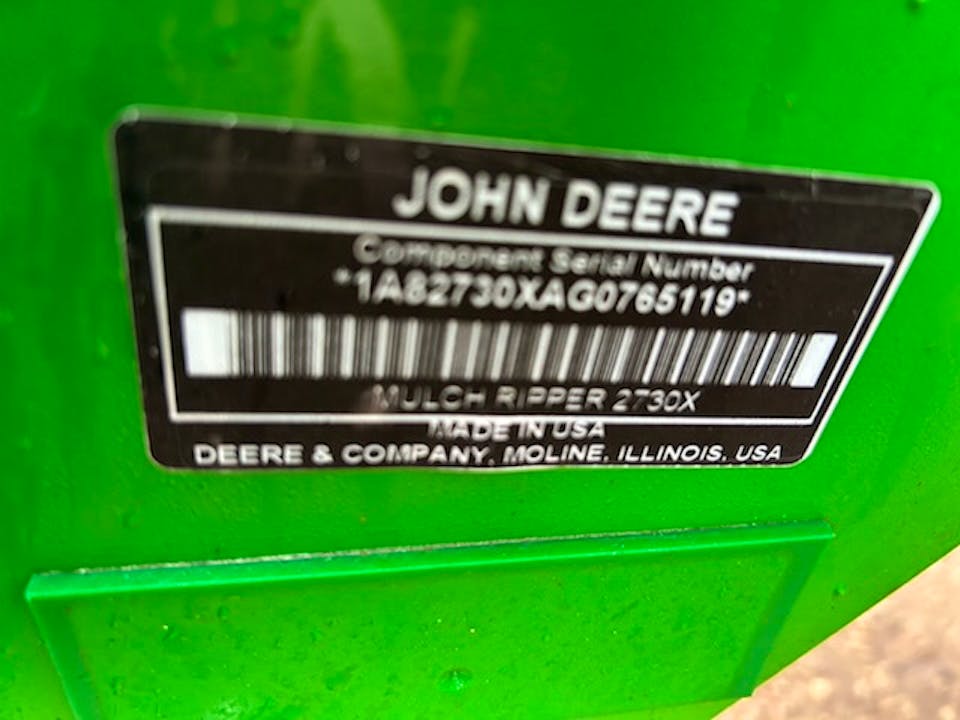 JOHN DEERE
Component Serial Number
*1A82730XAG0765119*
MULCH RIPPER 2730X
MADE IN USA
DEERE & COMPANY, MOLINE, ILLINOIS, USA